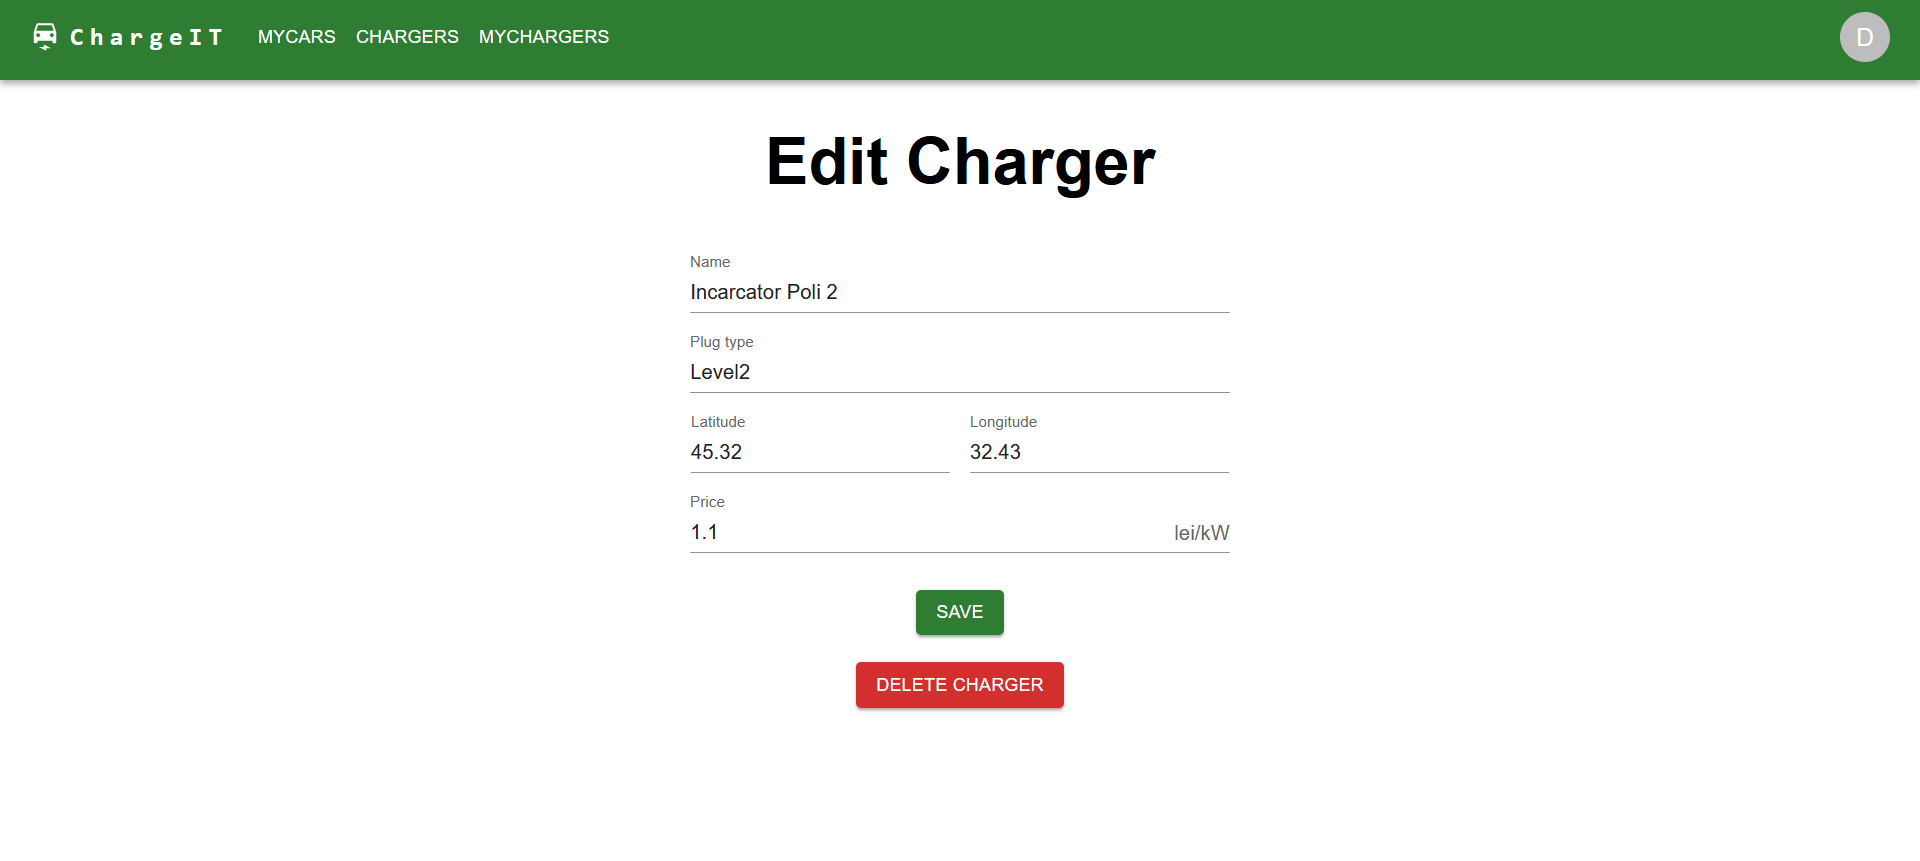 ChargeIT MYCARS CHARGERS MYCHARGERS D
Edit Charger
Name
Incarcator Poli 2
Plug type
Level2
Latitude Longitude
45.32 32.43
Price
1.1 lei/kW
SAVE
DELETE CHARGER